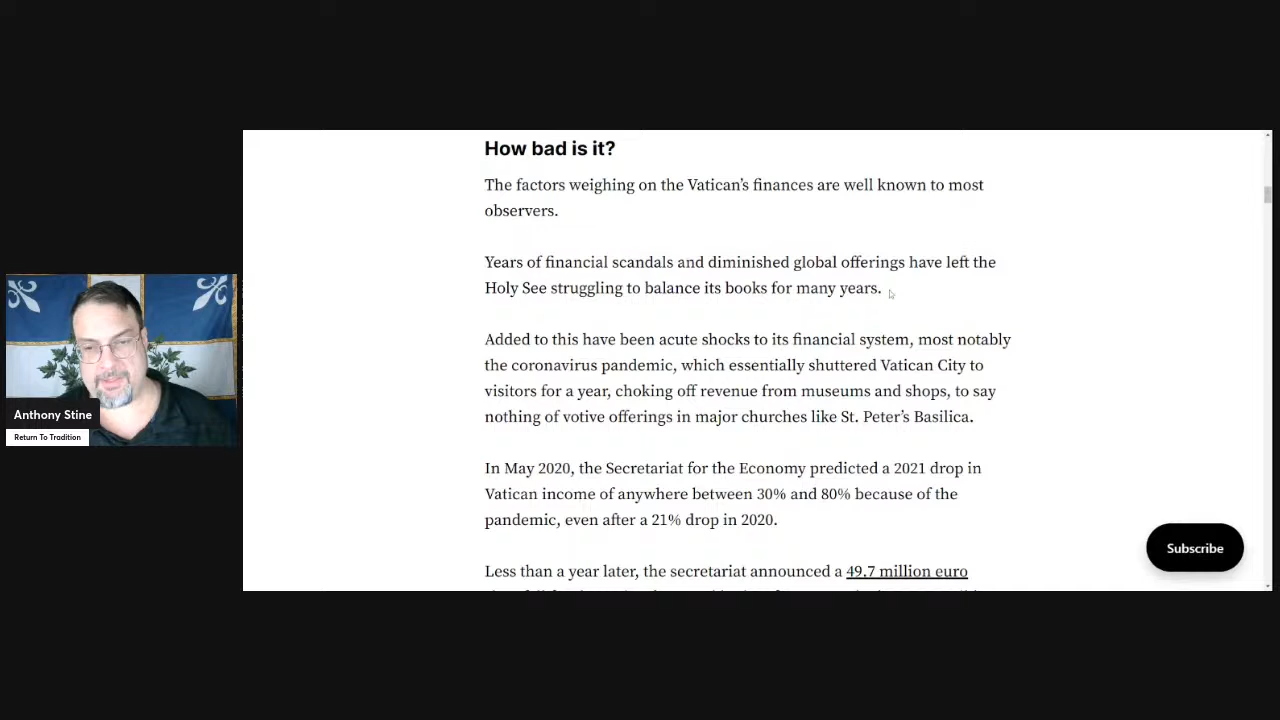 How bad is it?
The factors weighing on the Vatican’s finances are well known to most
observers.
Years of financial scandals and diminished global offerings have left the
Holy See struggling to balance its books for many years.
Added to this have been acute shocks to its financial system, most notably
the coronavirus pandemic, which essentially shuttered Vatican City to
visitors for a year, choking off revenue from museums and shops, to say
nothing of votive offerings in major churches like St. Peter’s Basilica.
In May 2020, the Secretariat for the Economy predicted a 2021 drop in
Vatican income of anywhere between 30% and 80% because of the
pandemic, even after a 21% drop in 2020.
Less than a year later, the secretariat announced a 49.7 million euro
Subscribe
Anthony Stine
Return To Tradition